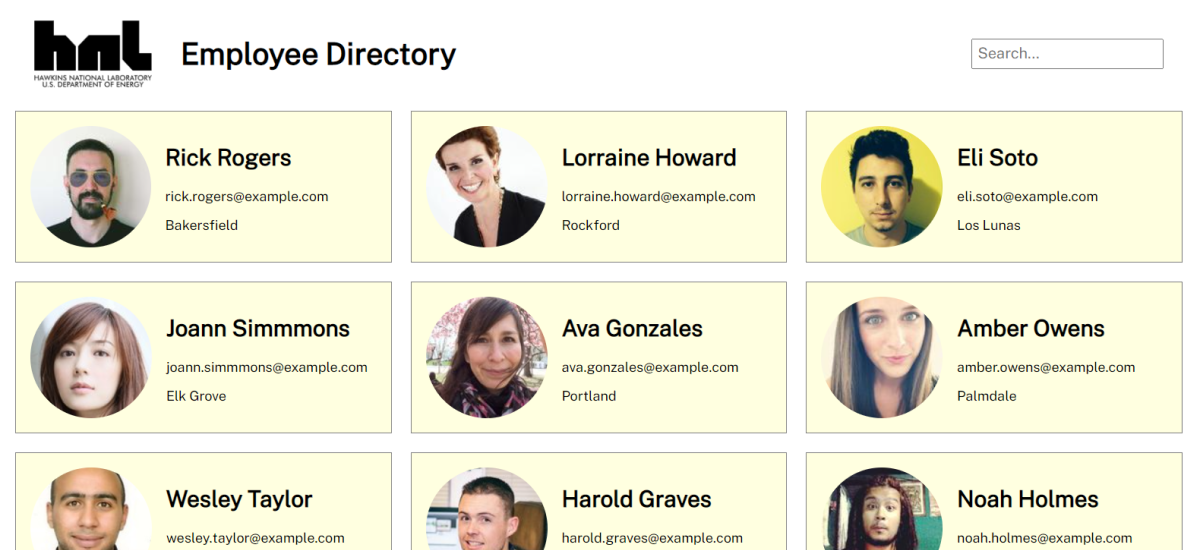 hnl
HAWKINS NATIONAL LABORATORY
U.S. DEPARTMENT OF ENERGY
Employee Directory
Search...
Rick Rogers
rick.rogers@example.com
Bakersfield
Lorraine Howard
lorraine.howard@example.com
Rockford
Eli Soto
eli.soto@example.com
Los Lunas
Joann Simmmons
joann.simmmons@example.com
Elk Grove
Ava Gonzales
ava.gonzales@example.com
Portland
Amber Owens
amber.owens@example.com
Palmdale
Wesley Taylor
wesley.taylor@example.com
Harold Graves
harold.graves@example.com
Noah Holmes
noah.holmes@example.com